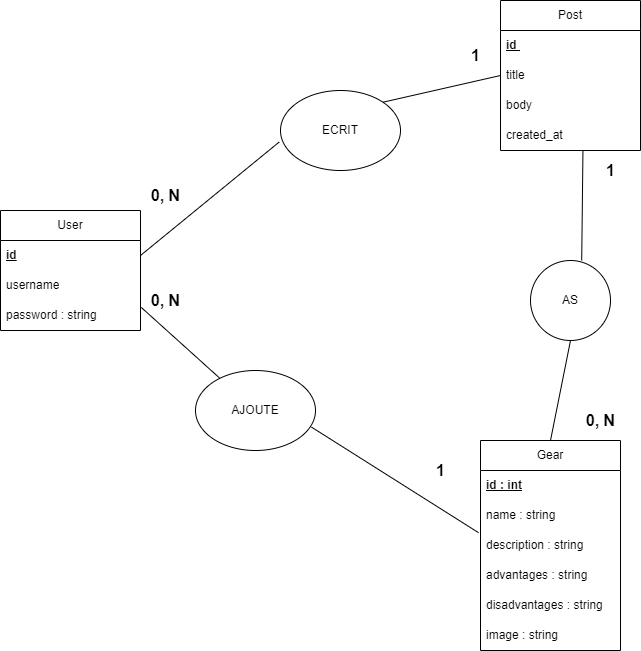 Post
id
title
body
created_at
1
ECRIT
0, N
1
User
id
username
password : string
0, N
AS
AJOUTE
0, N
1
Gear
id : int
name : string
description : string
advantages : string
disadvantages : string
image : string